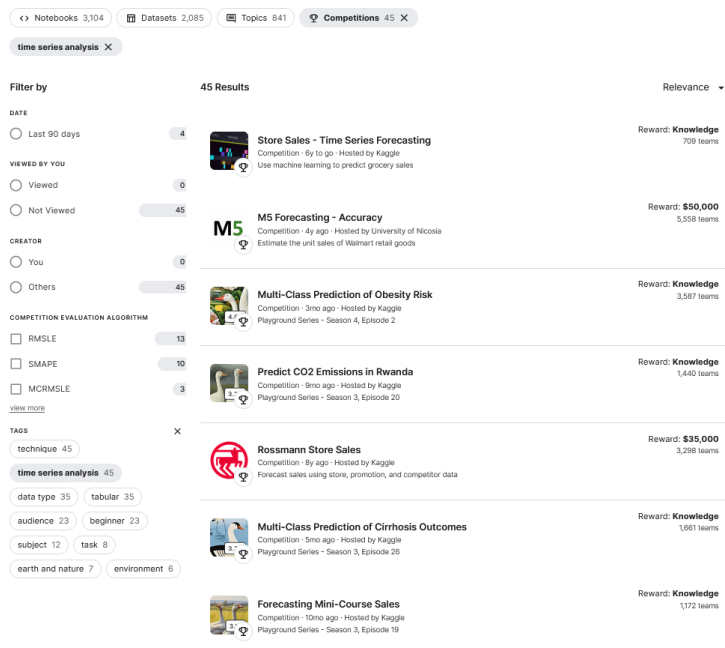 Notebooks 3,104 Datasets 2,085 Topics 841 Competitions 45
time series analysis
Filter by
45 Results
Relevance
DATE
Last 90 days 4
VIEWED BY YOU
Viewed 0
Not Viewed 45
CREATOR
You 0
Others 45
COMPETITION EVALUATION ALGORITHM
RMSLE 13
SMAPE 10
MCRMSLE 3
view more
TAGS
technique 45
time series analysis 45
data type 35 tabular 35
audience 23 beginner 23
subject 12 task 8
earth and nature 7 environment 6
Store Sales - Time Series Forecasting
Competition · 6y to go · Hosted by Kaggle
Use machine learning to predict grocery sales
Reward: Knowledge
709 teams
M5
M5 Forecasting - Accuracy
Competition · 4y ago · Hosted by University of Nicosia
Estimate the unit sales of Walmart retail goods
Reward: $50,000
5,558 teams
Multi-Class Prediction of Obesity Risk
Competition · 3mo ago · Hosted by Kaggle
Playground Series - Season 4, Episode 2
Reward: Knowledge
3,587 teams
Predict CO2 Emissions in Rwanda
Competition · 9mo ago · Hosted by Kaggle
Playground Series - Season 3, Episode 20
Reward: Knowledge
1,440 teams
Rossmann Store Sales
Competition · 8y ago · Hosted by Kaggle
Forecast sales using store, promotion, and competitor data
Reward: $35,000
3,298 teams
Multi-Class Prediction of Cirrhosis Outcomes
Competition · 5mo ago · Hosted by Kaggle
Playground Series - Season 3, Episode 26
Reward: Knowledge
1,661 teams
Forecasting Mini-Course Sales
Competition · 10mo ago · Hosted by Kaggle
Playground Series - Season 3, Episode 19
Reward: Knowledge
1,172 teams